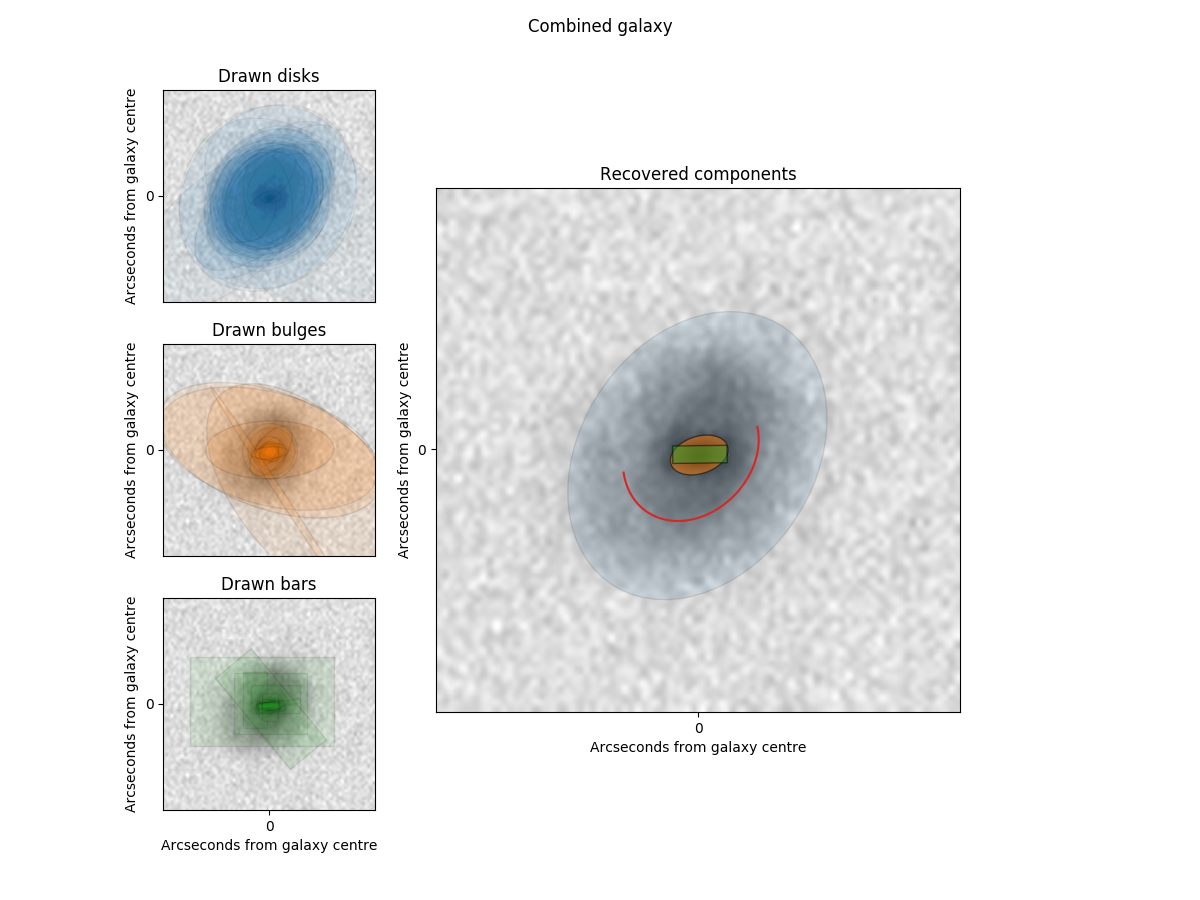 Combined galaxy
Drawn disks
Arcseconds from galaxy centre
0
Drawn bulges
Arcseconds from galaxy centre
0
Drawn bars
Arcseconds from galaxy centre
0
0
Arcseconds from galaxy centre
Recovered components
Arcseconds from galaxy centre
0
0
Arcseconds from galaxy centre